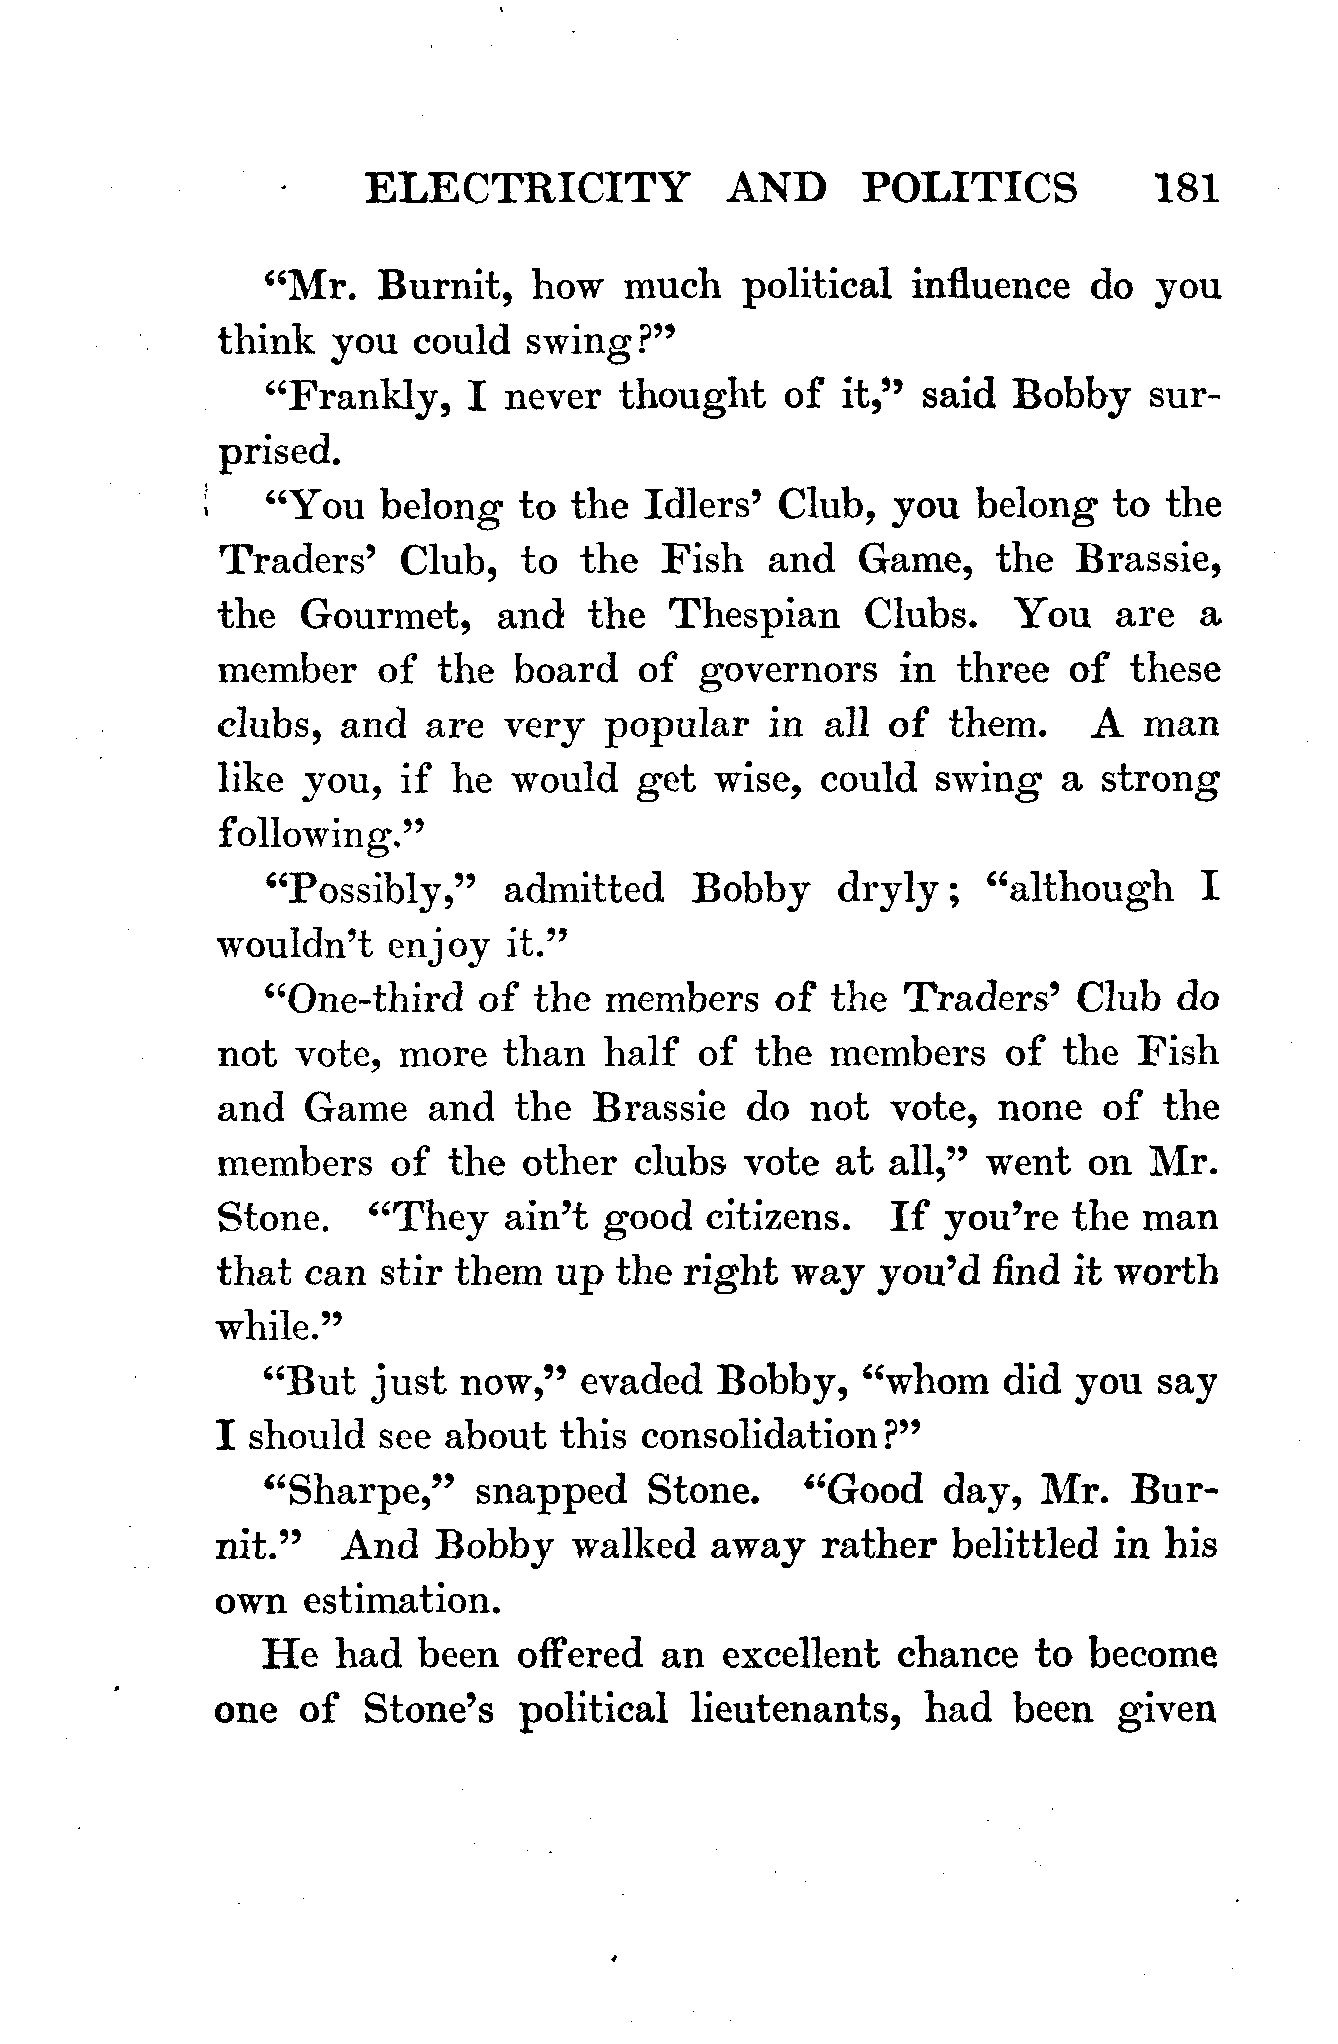 ELECTRICITY AND POLITICS 181
“Mr. Burnit, how much political influence do you
think you could swing?”
“Frankly, I never thought of it,” said Bobby sur-
prised.
“You belong to the Idlers’ Club, you belong to the
Traders’ Club, to the Fish and Game, the Brassie,
the Gourmet, and the Thespian Clubs. You are a
member of the board of governors in three of these
clubs, and are very popular in all of them. A man
like you, if he would get wise, could swing a strong
following.”
“Possibly,” admitted Bobby dryly; “although I
wouldn’t enjoy it.”
“One-third of the members of the Traders’ Club do
not vote, more than half of the members of the Fish
and Game and the Brassie do not vote, none of the
members of the other clubs vote at all,” went on Mr.
Stone. “They ain’t good citizens. If you’re the man
that can stir them up the right way you’d find it worth
while.”
“But just now,” evaded Bobby, “whom did you say
I should see about this consolidation?”
“Sharpe,” snapped Stone. “Good day, Mr. Bur-
nit.” And Bobby walked away rather belittled in his
own estimation.
He had been offered an excellent chance to become
one of Stone’s political lieutenants, had been given